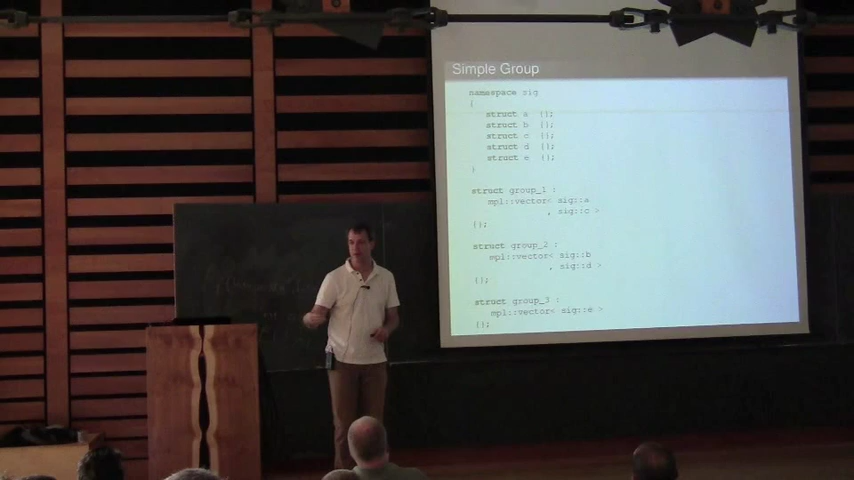 Simple Group
namespace sig
{
struct a {};
struct b {};
struct c {};
struct d {};
struct e {};
}
struct group_1 :
mpl::vector< sig::a
, sig::c >
{};
struct group_2 :
mpl::vector< sig::b
, sig::d >
{};
struct group_3 :
mpl::vector< sig::e >
{};